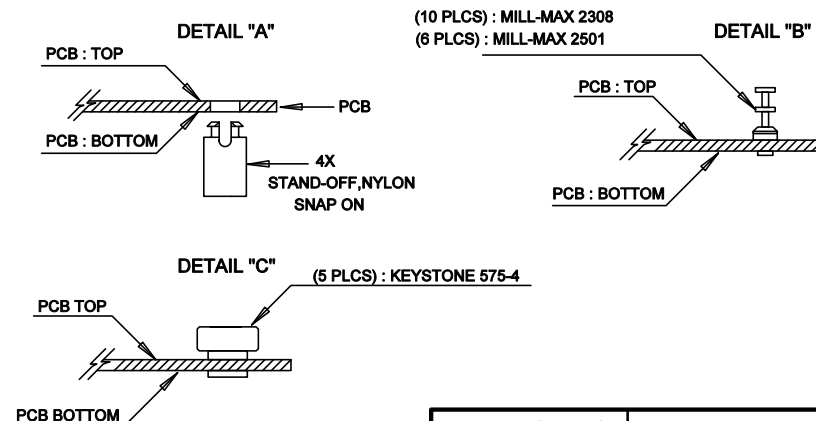 DETAIL "A"
PCB : TOP
PCB
PCB : BOTTOM
4X
STAND-OFF,NYLON
SNAP ON
(10 PLCS) : MILL-MAX 2308
(6 PLCS) : MILL-MAX 2501
DETAIL "B"
PCB : TOP
PCB : BOTTOM
DETAIL "C"
(5 PLCS) : KEYSTONE 575-4
PCB TOP
PCB BOTTOM